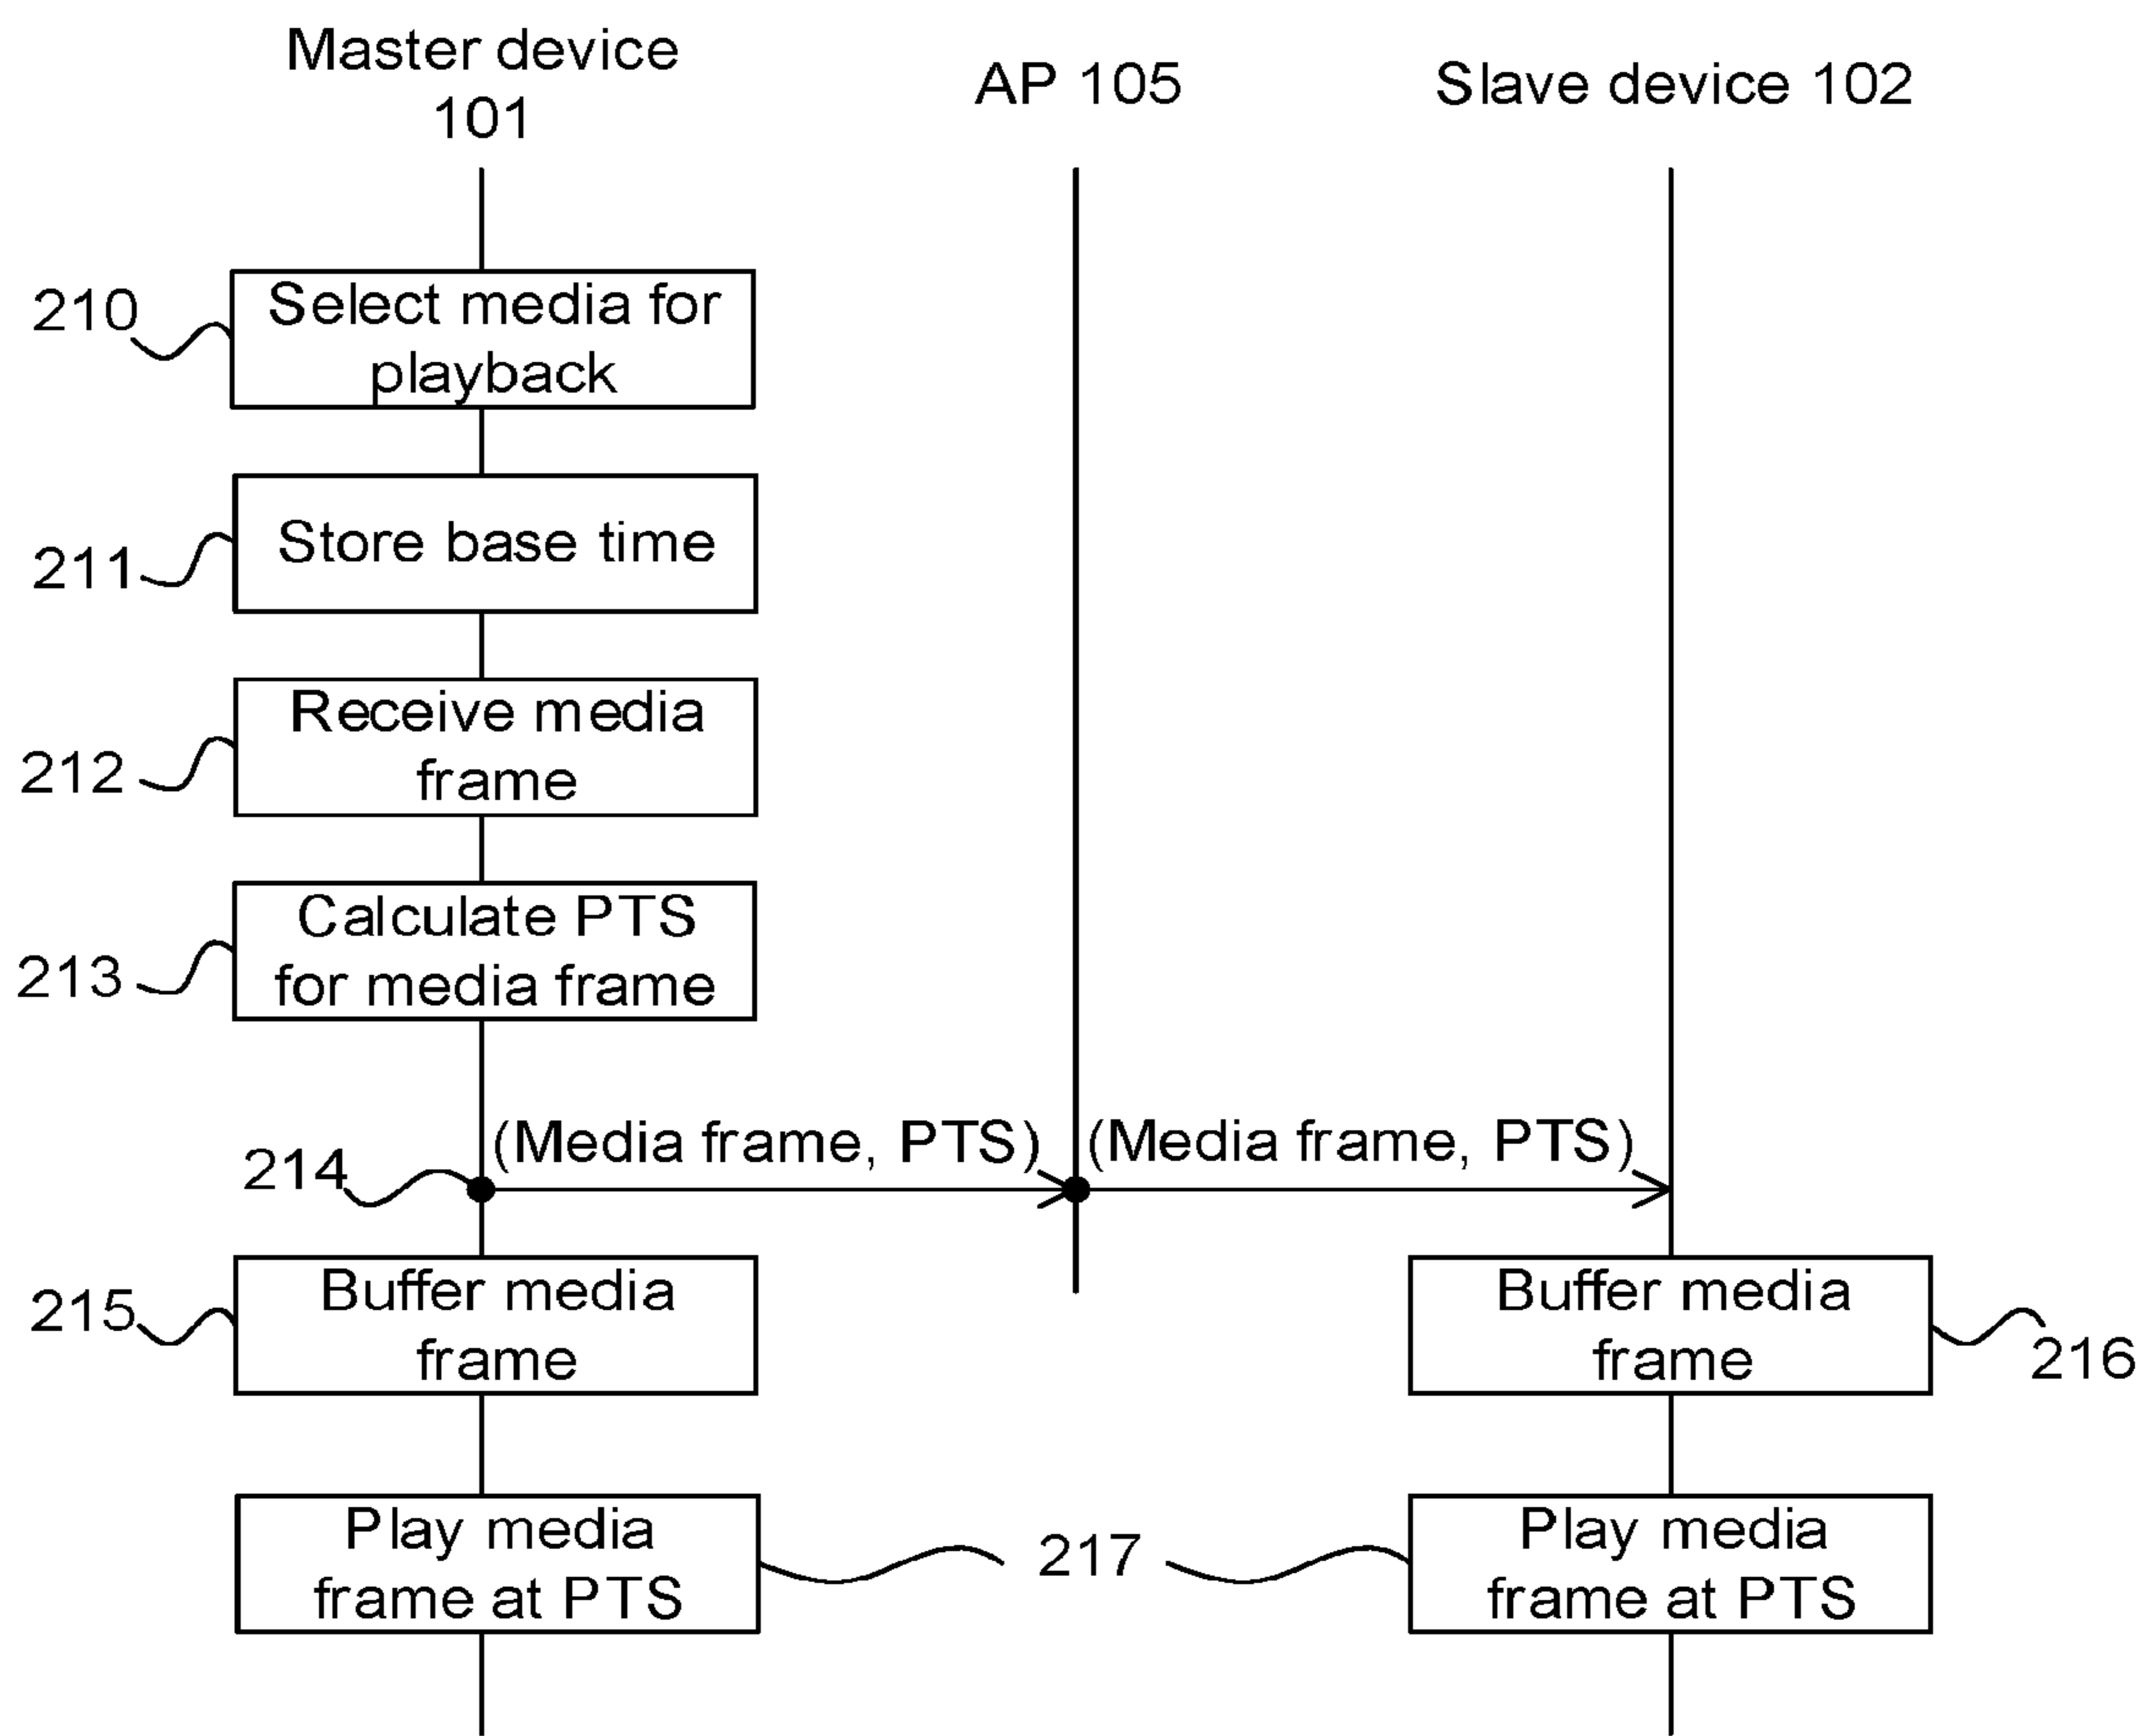 Master device
101
AP 105
Slave device 102
210
Select media for
playback
211
Store base time
212
Receive media
frame
213
Calculate PTS
for media frame
214
(Media frame, PTS)
(Media frame, PTS)
215
Buffer media
frame
Buffer media
frame
216
Play media
frame at PTS
217
Play media
frame at PTS